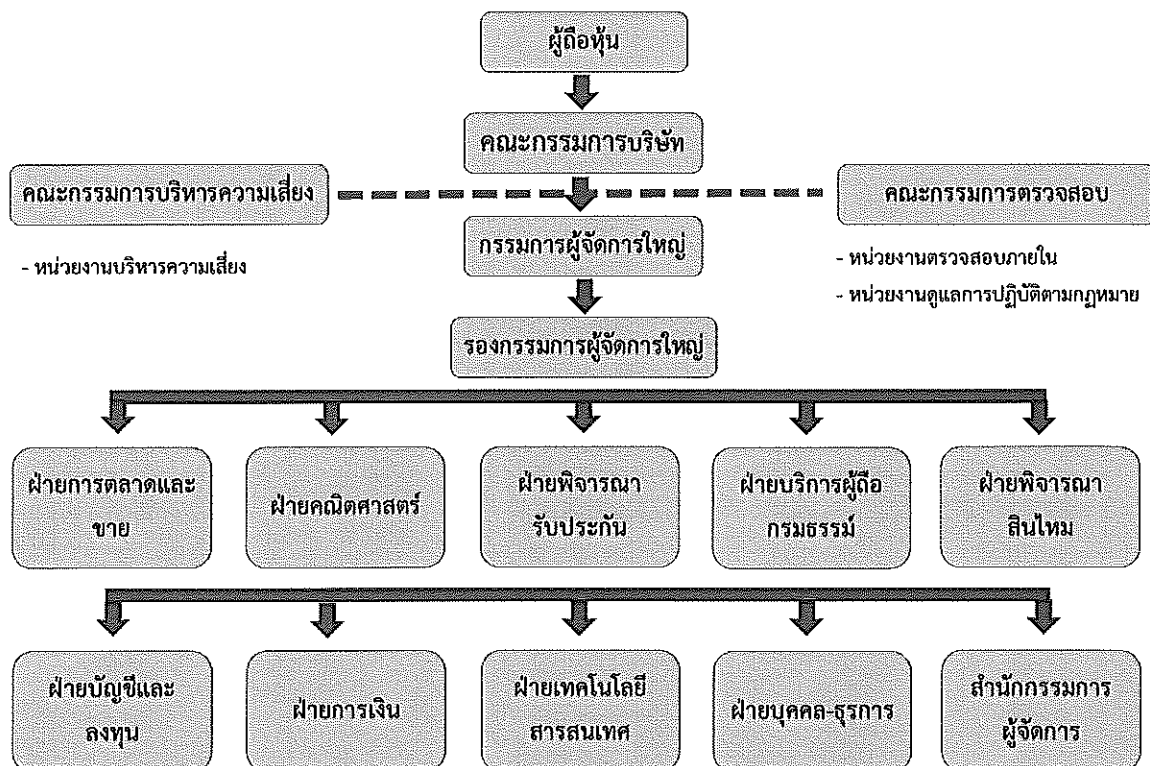 ผู้ถือหุ้น
คณะกรรมการบริษัท
คณะกรรมการบริหารความเสี่ยง
คณะกรรมการตรวจสอบ
กรรมการผู้จัดการใหญ่
- หน่วยงานบริหารความเสี่ยง
- หน่วยงานตรวจสอบภายใน
- หน่วยงานดูแลการปฏิบัติตามกฎหมาย
รองกรรมการผู้จัดการใหญ่
ฝ่ายการตลาดและ
ขาย
ฝ่ายคณิตศาสตร์
ฝ่ายพิจารณา
รับประกัน
ฝ่ายบริการผู้ถือ
กรมธรรม์
ฝ่ายพิจารณา
สินไหม
ฝ่ายบัญชีและ
ลงทุน
ฝ่ายการเงิน
ฝ่ายเทคโนโลยี
สารสนเทศ
ฝ่ายบุคคล-ธุรการ
สำนักกรรมการ
ผู้จัดการ